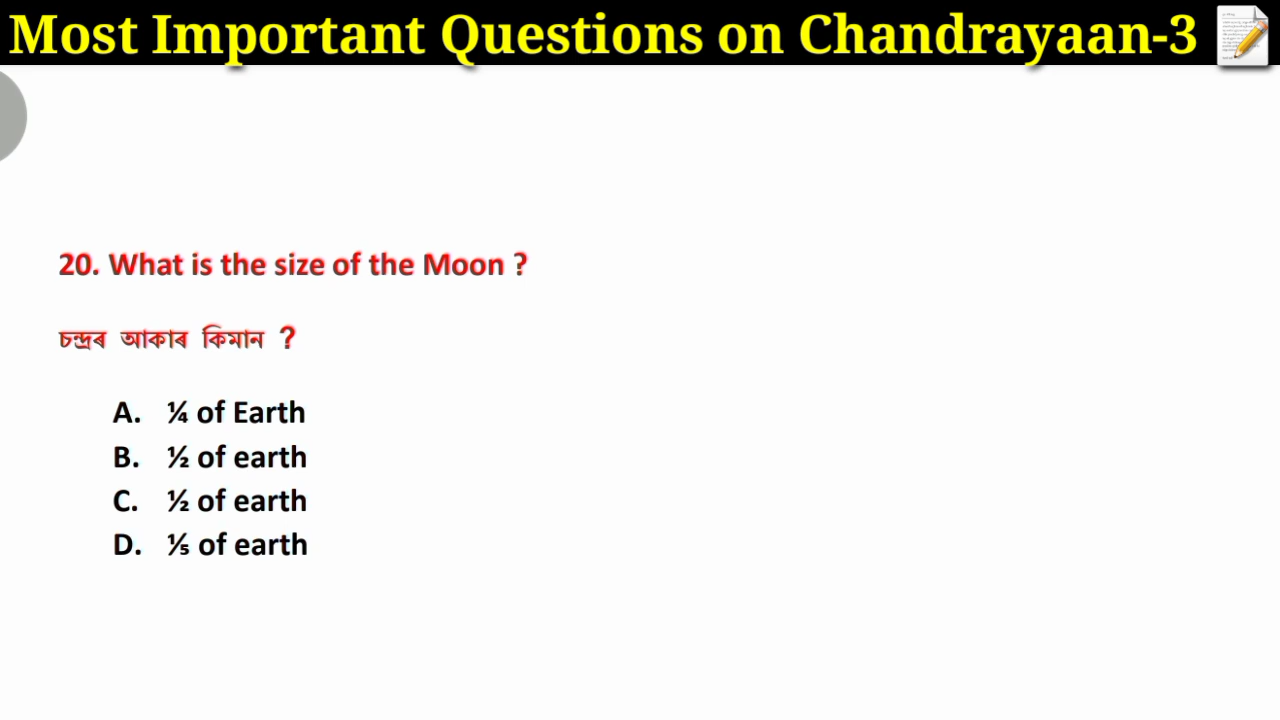 Most Important Questions on Chandrayaan-3
20. What is the size of the Moon ?
চন্দ্ৰৰ আকাৰ কিমান ?
A. ¼ of Earth
B. ½ of earth
C. ½ of earth
D. ⅕ of earth